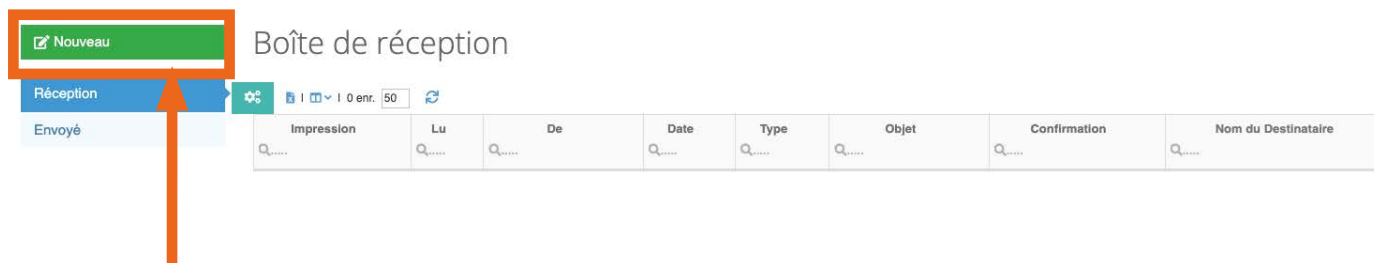 Nouveau
Boîte de réception
Réception
I I 0 enr. 50
Envoyé
Impression Lu De Date Type Objet Confirmation Nom du Destinataire
..... ..... ..... ..... ..... ..... ..... .....